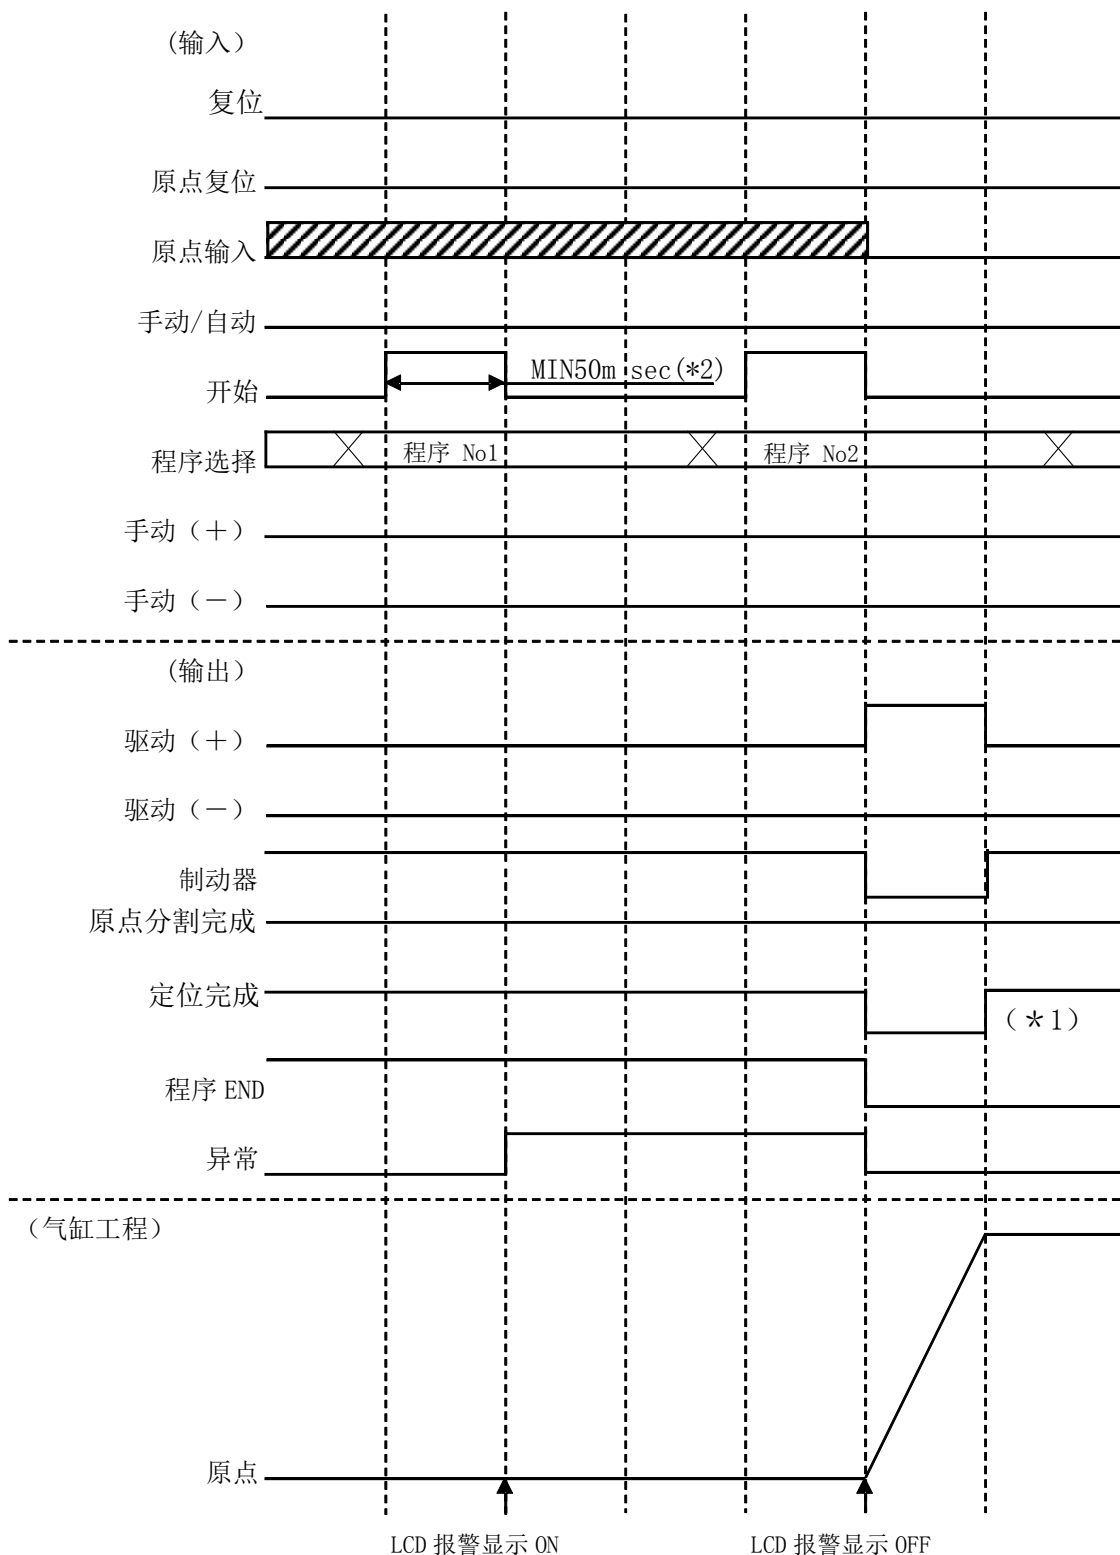 (输入）
复位
原点复位
原点输入
手动/自动
MIN50m sec(*2)
开始
程序选择 程序 No1 程序 No2
手动（＋）
手动（－）
(输出）
驱动（＋）
驱动（－）
制动器
原点分割完成
定位完成
（＊1）
程序 END
异常
（气缸工程）
原点
LCD 报警显示 ON LCD 报警显示 OFF